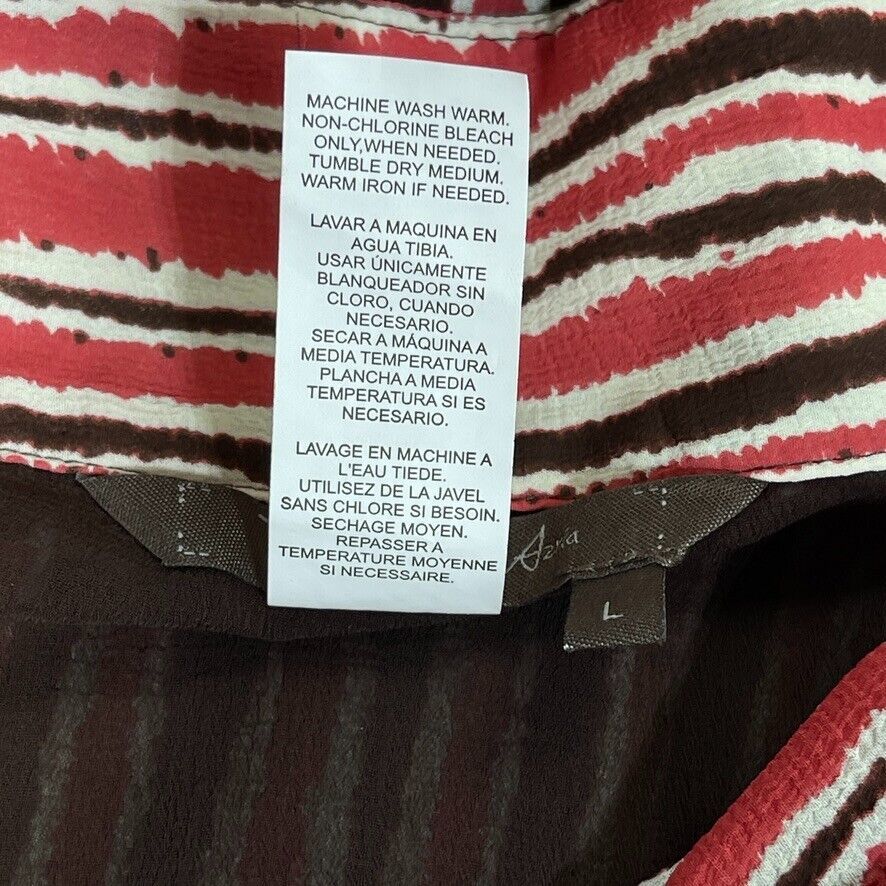 MACHINE WASH WARM.
NON-CHLORINE BLEACH
ONLY,WHEN NEEDED.
TUMBLE DRY MEDIUM.
WARM IRON IF NEEDED.
LAVAR A MAQUINA EN
AGUA TIBIA.
USAR ÚNICAMENTE
BLANQUEADOR SIN
CLORO, CUANDO
NECESARIO.
SECAR A MÁQUINA A
MEDIA TEMPERATURA.
PLANCHA A MEDIA
TEMPERATURA SI ES
NECESARIO.
LAVAGE EN MACHINE A
L'EAU TIEDE.
UTILISEZ DE LA JAVEL
SANS CHLORE SI BESOIN.
SECHAGE MOYEN.
REPASSER A
TEMPERATURE MOYENNE
SI NECESSAIRE.
Azria
L